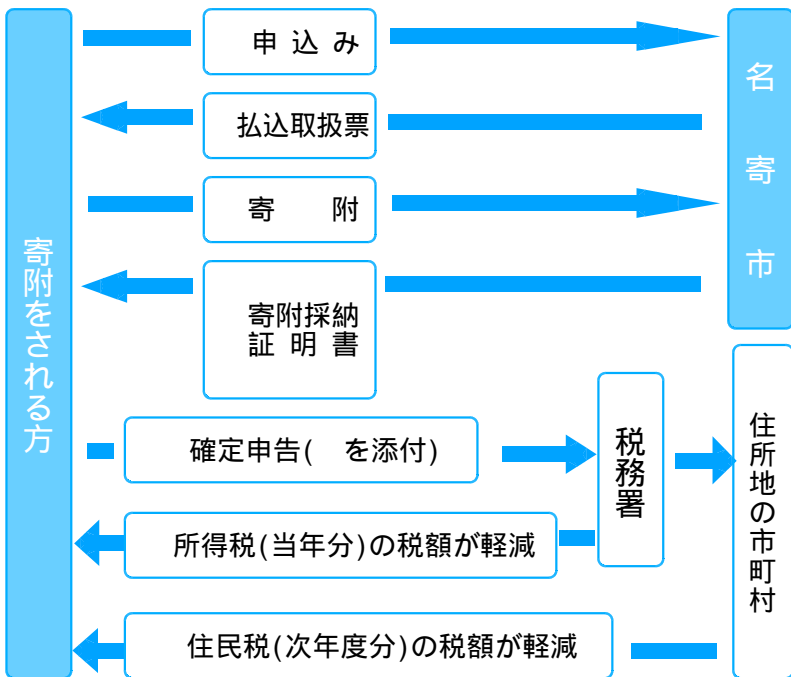 申 込 み
払込取扱票
寄　　附
寄附採納
証 明 書
名寄市
寄附をされる方
確定申告(　を添付)
税務署
住所地の市町村
所得税(当年分)の税額が軽減
住民税(次年度分)の税額が軽減